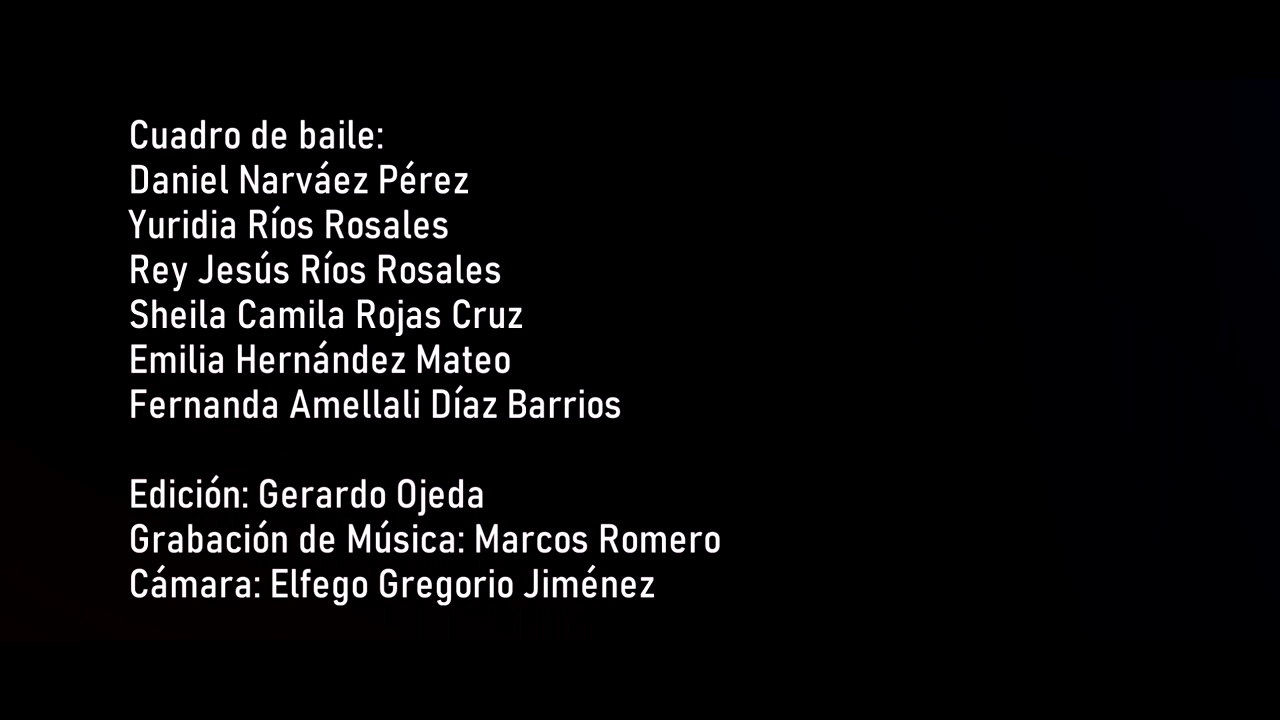 Cuadro de baile:
Daniel Narváez Pérez
Yuridia Ríos Rosales
Rey Jesús Ríos Rosales
Sheila Camila Rojas Cruz
Emilia Hernández Mateo
Fernanda Amellali Díaz Barrios
Edición: Gerardo Ojeda
Grabación de Música: Marcos Romero
Cámara: Elfego Gregorio Jiménez